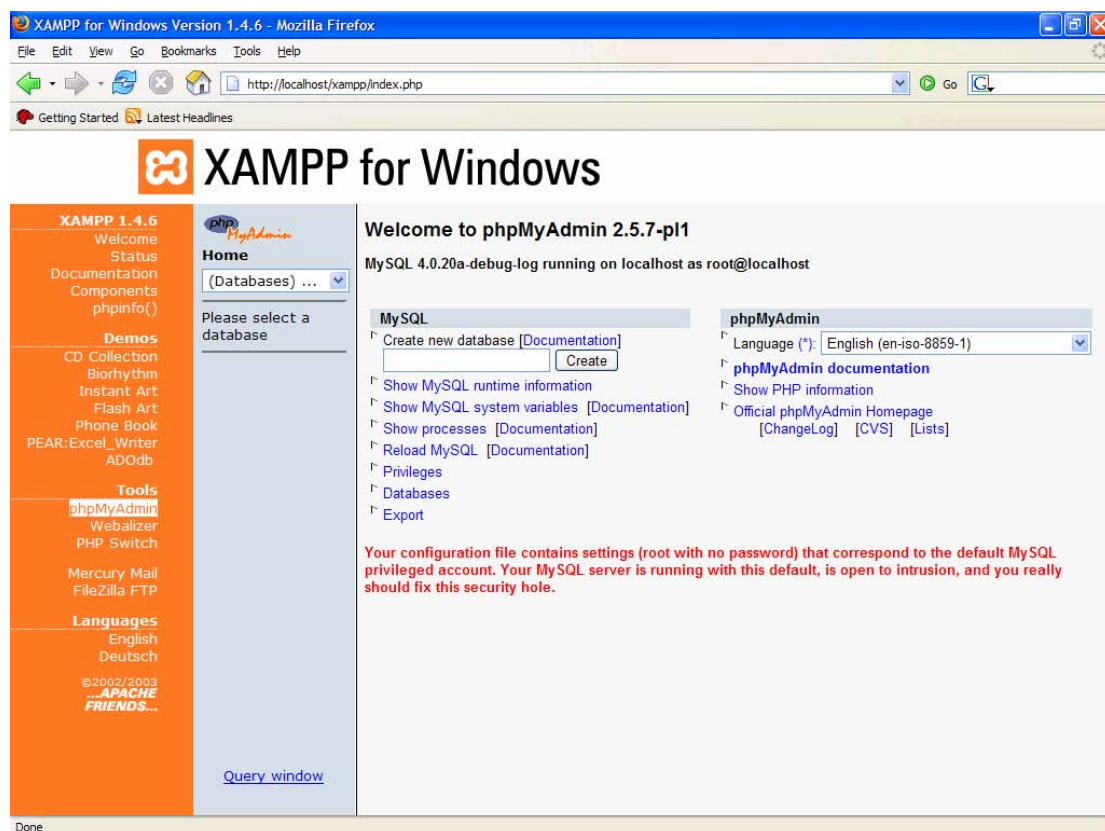 XAMPP for Windows Version 1.4.6 - Mozilla Firefox
File Edit View Go Bookmarks Tools Help
http://localhost/xampp/index.php Go G
Getting Started Latest Headlines
XAMPP for Windows
XAMPP 1.4.6
Welcome
Status
Documentation
Components
phpinfo()
Demos
CD Collection
Biorhythm
Instant Art
Flash Art
Phone Book
PEAR:Excel_Writer
ADOdb
Tools
phpMyAdmin
Webalizer
PHP Switch
Mercury Mail
FileZilla FTP
Languages
English
Deutsch
©2002/2003
...APACHE
FRIENDS...
php
MyAdmin
Home
(Databases) ...
Please select a
database
Query window
Welcome to phpMyAdmin 2.5.7-pl1
MySQL 4.0.20a-debug-log running on localhost as root@localhost
MySQL
Create new database [Documentation]
Create
Show MySQL runtime information
Show MySQL system variables [Documentation]
Show processes [Documentation]
Reload MySQL [Documentation]
Privileges
Databases
Export
phpMyAdmin
Language (*): English (en-iso-8859-1)
phpMyAdmin documentation
Show PHP information
Official phpMyAdmin Homepage
[ChangeLog] [CVS] [Lists]
Your configuration file contains settings (root with no password) that correspond to the default MySQL
privileged account. Your MySQL server is running with this default, is open to intrusion, and you really
should fix this security hole.
Done